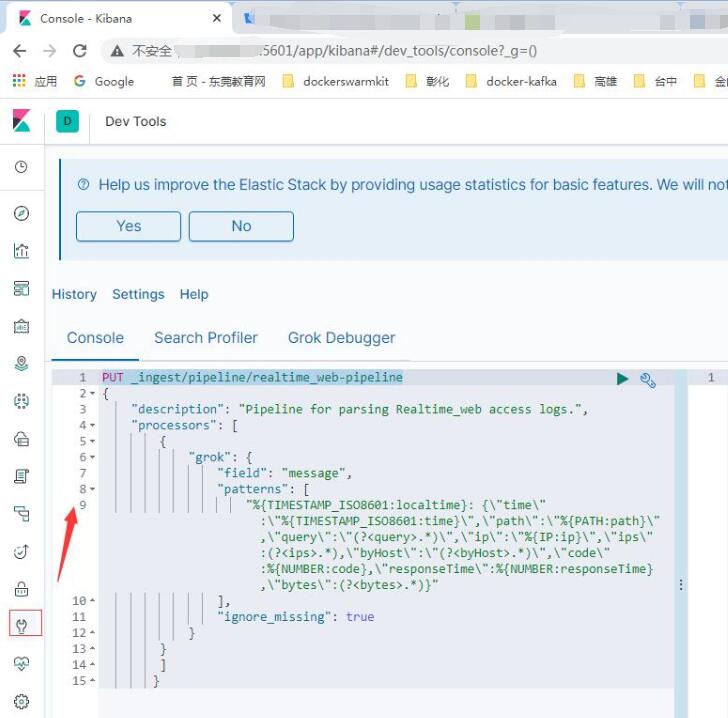 Console - Kibana
不安全
:5601/app/kibana#/dev_tools/console?_g=()
应用 Google 首页 - 东莞教育网 dockerswarmkit 彰化 docker-kafka 高雄 台中
D Dev Tools
Help us improve the Elastic Stack by providing usage statistics for basic features. We will not
Yes No
History Settings Help
Console Search Profiler Grok Debugger
1 PUT _ingest/pipeline/realtime_web-pipeline 1
2 {
3 "description": "Pipeline for parsing Realtime_web access logs.",
4 "processors": [
5 {
6 "grok": {
7 "field": "message",
8 "patterns": [
9 "%{TIMESTAMP_ISO8601:localtime}: {\"time\"
:\"%{TIMESTAMP_ISO8601:time}\",\"path\":\"%{PATH:path}\"
,\"query\":\"(?<query>.*)\",\"ip\":\"%{IP:ip}\",\"ips\"
:(?<ips>.*),\"byHost\":\"(?<byHost>.*)\",\"code\"
:%{NUMBER:code},\"responseTime\":%{NUMBER:responseTime}
,\"bytes\":(?<bytes>.*)}"
10 ],
11 "ignore_missing": true
12 }
13 }
14 ]
15 }